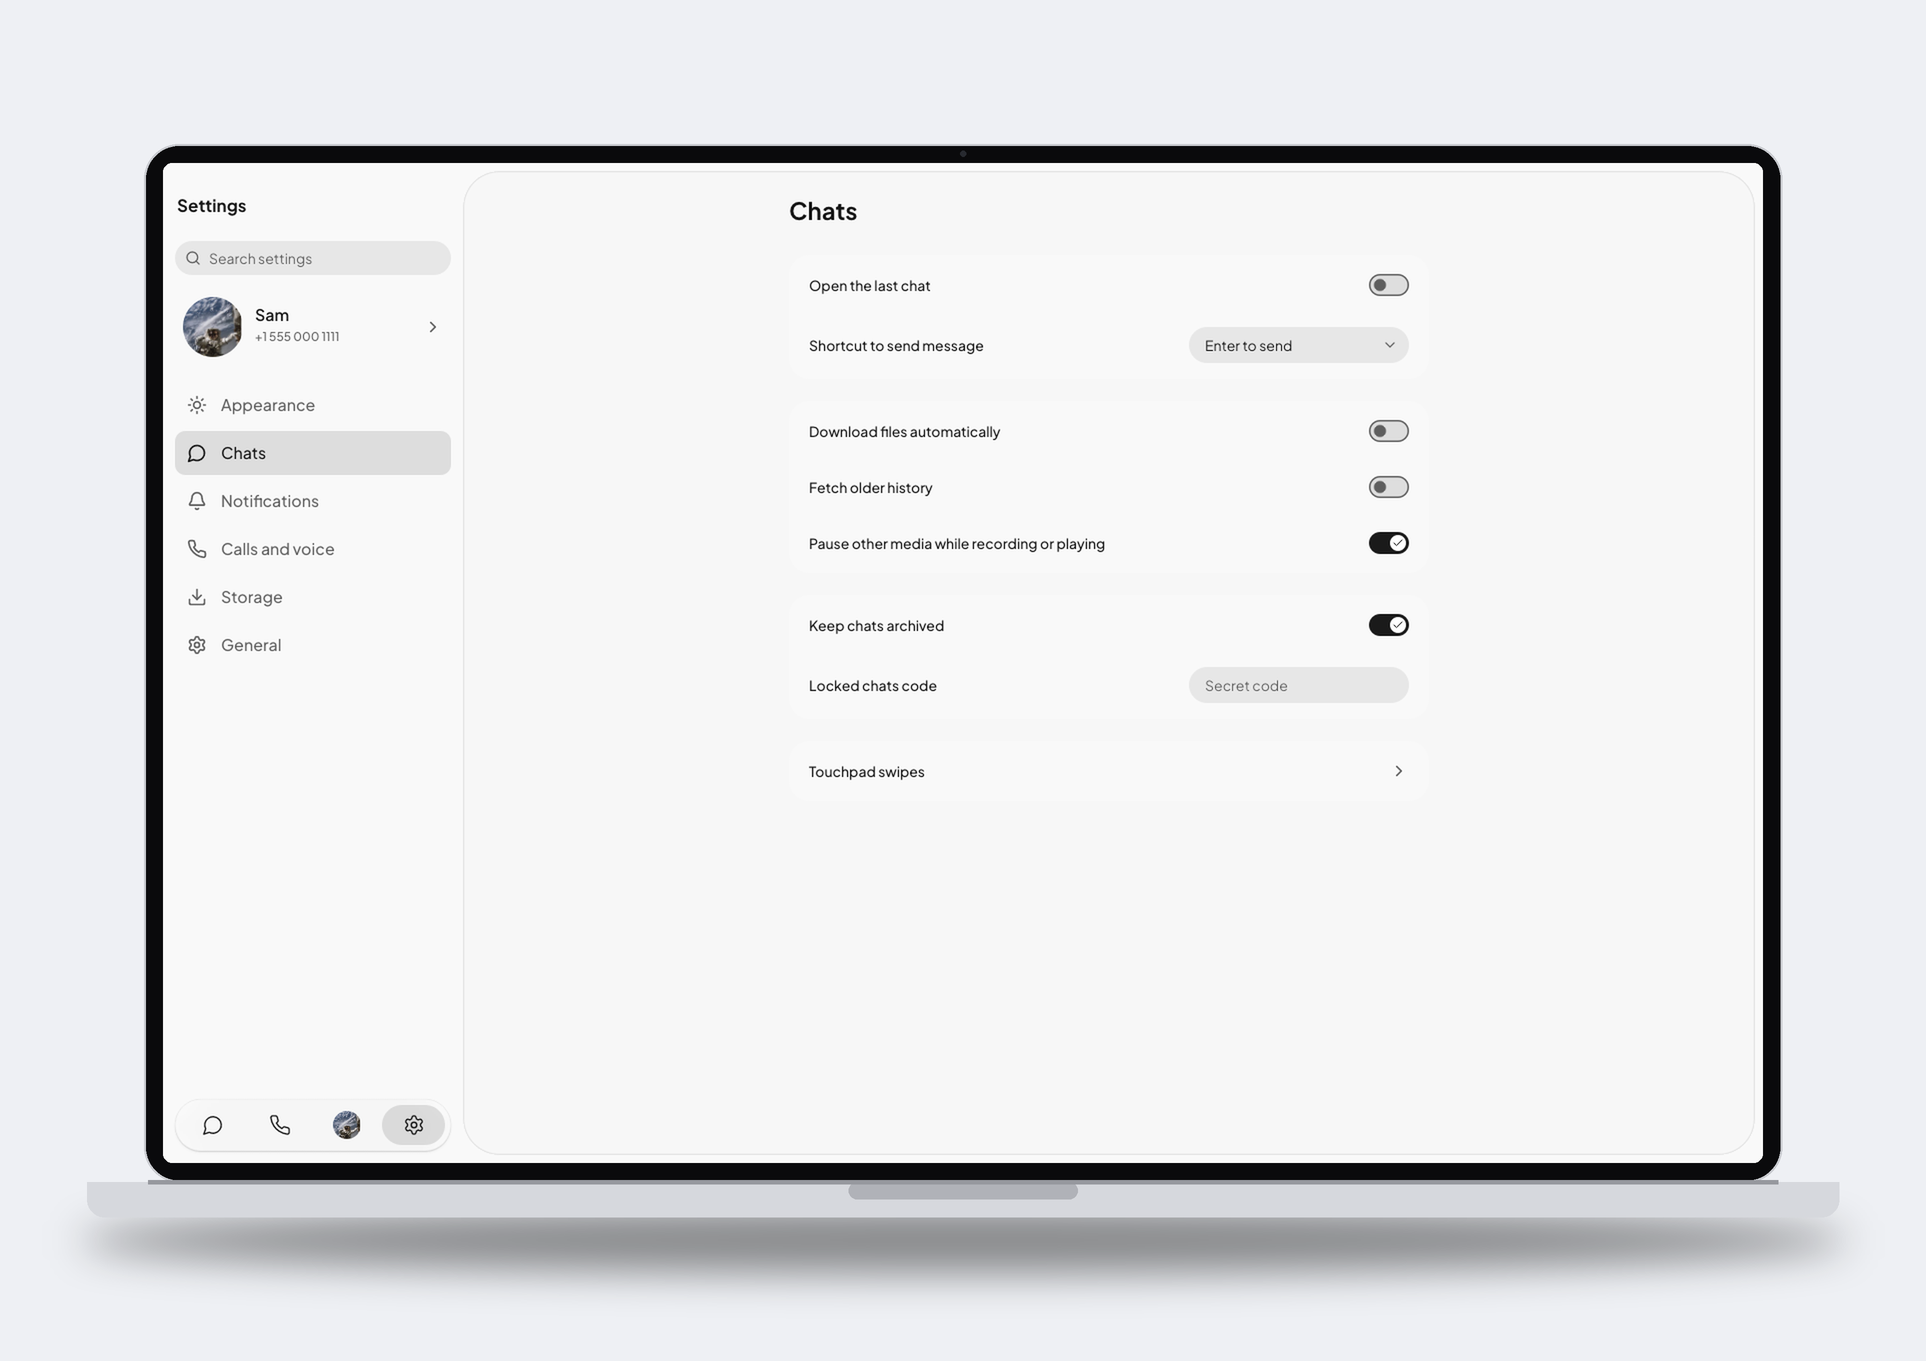 Settings
Search settings
Sam
+1 555 000 1111
Appearance
Chats
Notifications
Calls and voice
Storage
General
Chats
Open the last chat
Shortcut to send message
Enter to send
Download files automatically
Fetch older history
Pause other media while recording or playing
Keep chats archived
Locked chats code
Secret code
Touchpad swipes